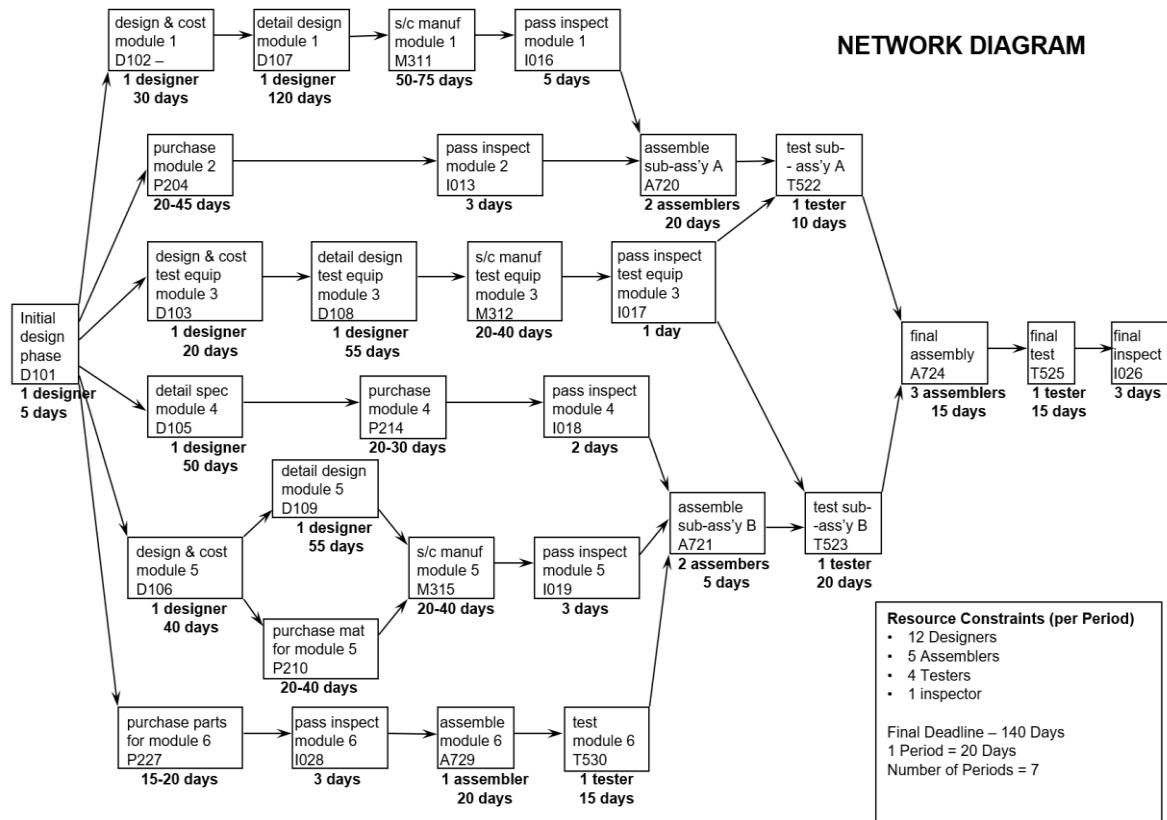 NETWORK DIAGRAM
design & cost
module 1
D102 –
1 designer
30 days
detail design
module 1
D107
1 designer
120 days
s/c manuf
module 1
M311
50-75 days
pass inspect
module 1
I016
5 days
purchase
module 2
P204
20-45 days
pass inspect
module 2
I013
3 days
assemble
sub-ass'y A
A720
2 assemblers
20 days
test sub-
- ass'y A
T522
1 tester
10 days
design & cost
test equip
module 3
D103
1 designer
20 days
detail design
test equip
module 3
D108
1 designer
55 days
s/c manuf
test equip
module 3
M312
20-40 days
pass inspect
test equip
module 3
I017
1 day
Initial
design
phase
D101
1 designer
5 days
final
assembly
A724
3 assemblers
15 days
final
test
T525
1 tester
15 days
final
inspect
I026
3 days
detail spec
module 4
D105
1 designer
50 days
purchase
module 4
P214
20-30 days
pass inspect
module 4
I018
2 days
detail design
module 5
D109
1 designer
55 days
design & cost
module 5
D106
1 designer
40 days
purchase mat
for module 5
P210
20-40 days
s/c manuf
module 5
M315
20-40 days
pass inspect
module 5
I019
3 days
assemble
sub-ass'y B
A721
2 assembers
5 days
test sub-
-ass'y B
T523
1 tester
20 days
purchase parts
for module 6
P227
15-20 days
pass inspect
module 6
I028
3 days
assemble
module 6
A729
1 assembler
20 days
test
module 6
T530
1 tester
15 days
Resource Constraints (per Period)
• 12 Designers
• 5 Assemblers
• 4 Testers
• 1 inspector
Final Deadline – 140 Days
1 Period = 20 Days
Number of Periods = 7